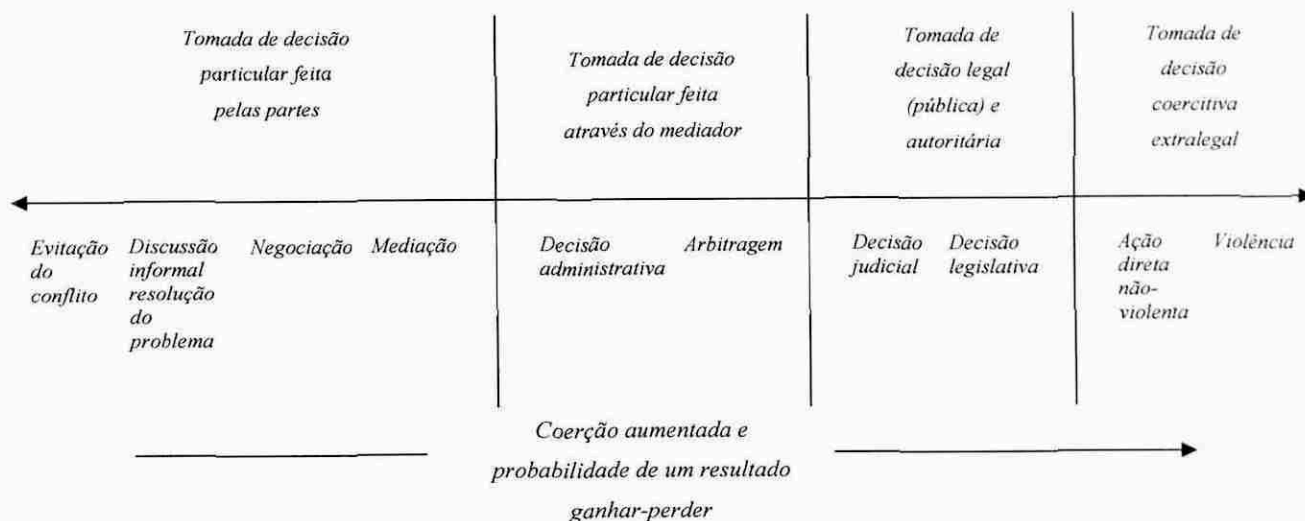 Tomada de decisão
particular feita
pelas partes
Tomada de decisão
particular feita
através do mediador
Tomada de
decisão legal
(pública) e
autoritária
Tomada de
decisão
coercitiva
extralegal
Evitação
do
conflito
Discussão
informal
resolução
do
problema
Negociação
Mediação
Decisão
administrativa
Arbitragem
Decisão
judicial
Decisão
legislativa
Ação
direta
não-
violenta
Violência
Coerção aumentada e
probabilidade de um resultado
ganhar-perder